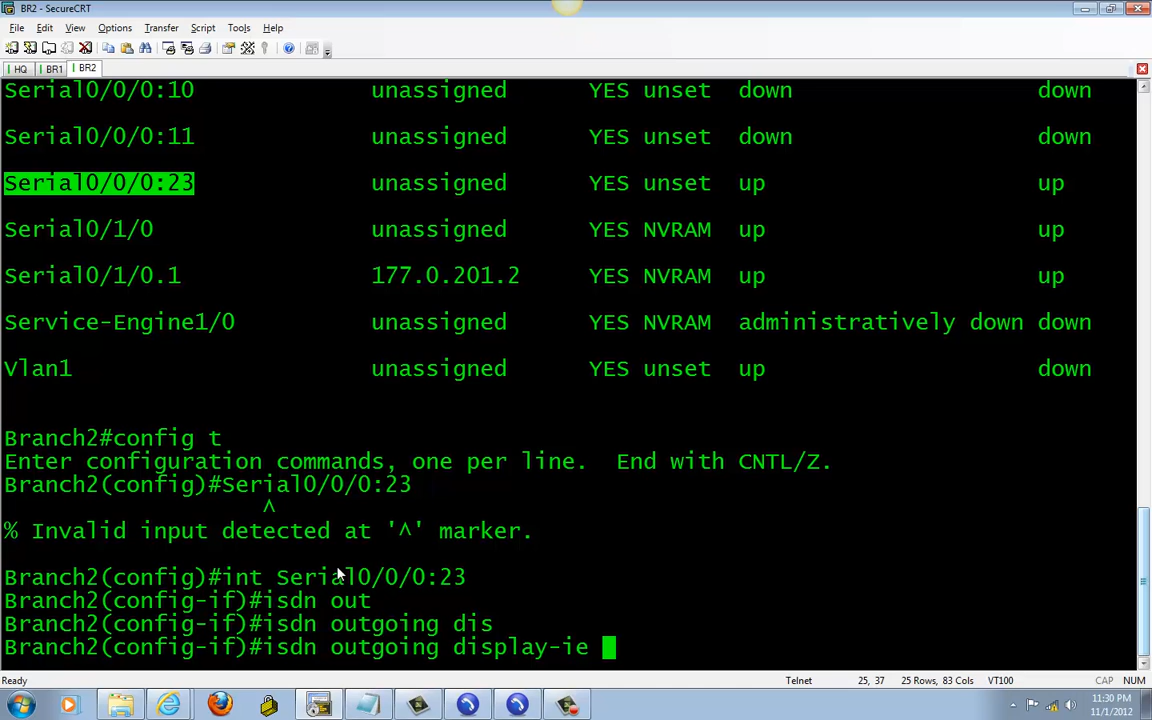 BR2 - SecureCRT
File Edit View Options Transfer Script Tools Help
HQ BR1 BR2
Serial0/0/0:10 unassigned YES unset down down
Serial0/0/0:11 unassigned YES unset down down
Serial0/0/0:23 unassigned YES unset up up
Serial0/1/0 unassigned YES NVRAM up up
Serial0/1/0.1 177.0.201.2 YES NVRAM up up
Service-Engine1/0 unassigned YES NVRAM administratively down down
Vlan1 unassigned YES unset up down
Branch2#config t
Enter configuration commands, one per line. End with CNTL/Z.
Branch2(config)#Serial0/0/0:23
^
% Invalid input detected at '^' marker.
Branch2(config)#int Serial0/0/0:23
Branch2(config-if)#isdn out
Branch2(config-if)#isdn outgoing dis
Branch2(config-if)#isdn outgoing display-ie
Ready Telnet 25, 37 25 Rows, 83 Cols VT100 CAP NUM
11:30 PM
11/1/2012